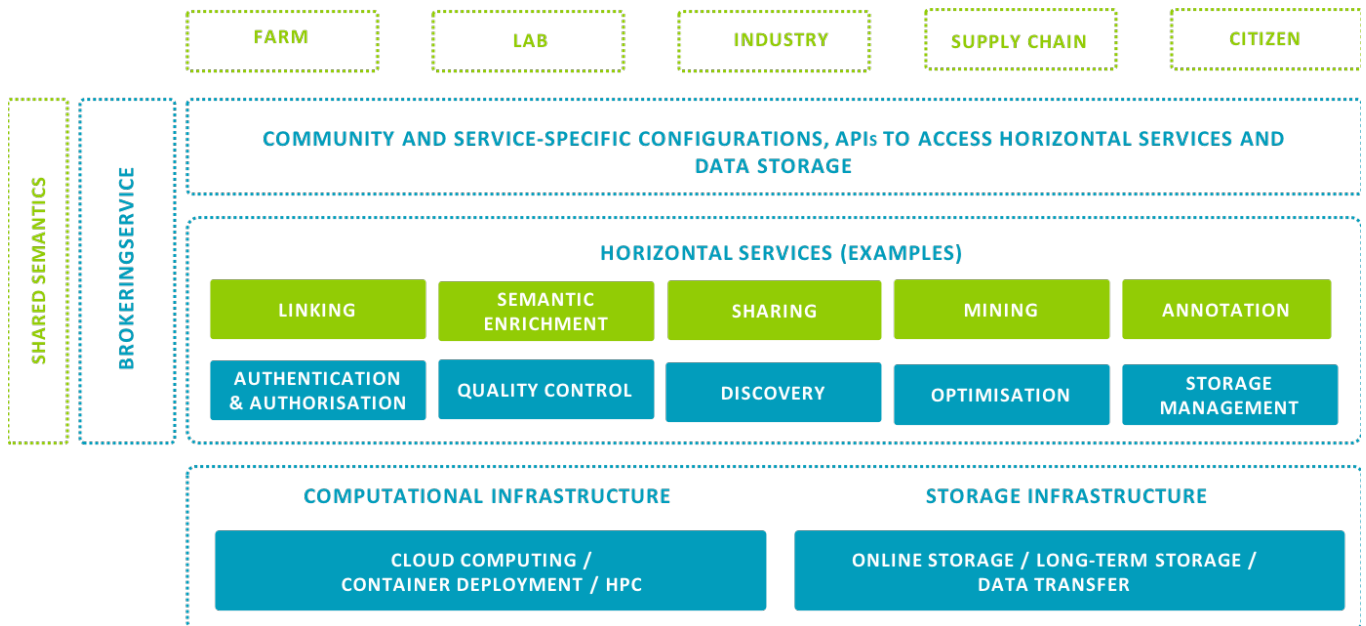 FARM
LAB
INDUSTRY
SUPPLY CHAIN
CITIZEN
SHARED SEMANTICS
BROKERINGSERVICE
COMMUNITY AND SERVICE-SPECIFIC CONFIGURATIONS, APIs TO ACCESS HORIZONTAL SERVICES AND
DATA STORAGE
HORIZONTAL SERVICES (EXAMPLES)
LINKING
SEMANTIC
ENRICHMENT
SHARING
MINING
ANNOTATION
AUTHENTICATION
& AUTHORISATION
QUALITY CONTROL
DISCOVERY
OPTIMISATION
STORAGE
MANAGEMENT
COMPUTATIONAL INFRASTRUCTURE
STORAGE INFRASTRUCTURE
CLOUD COMPUTING /
CONTAINER DEPLOYMENT / HPC
ONLINE STORAGE / LONG-TERM STORAGE /
DATA TRANSFER